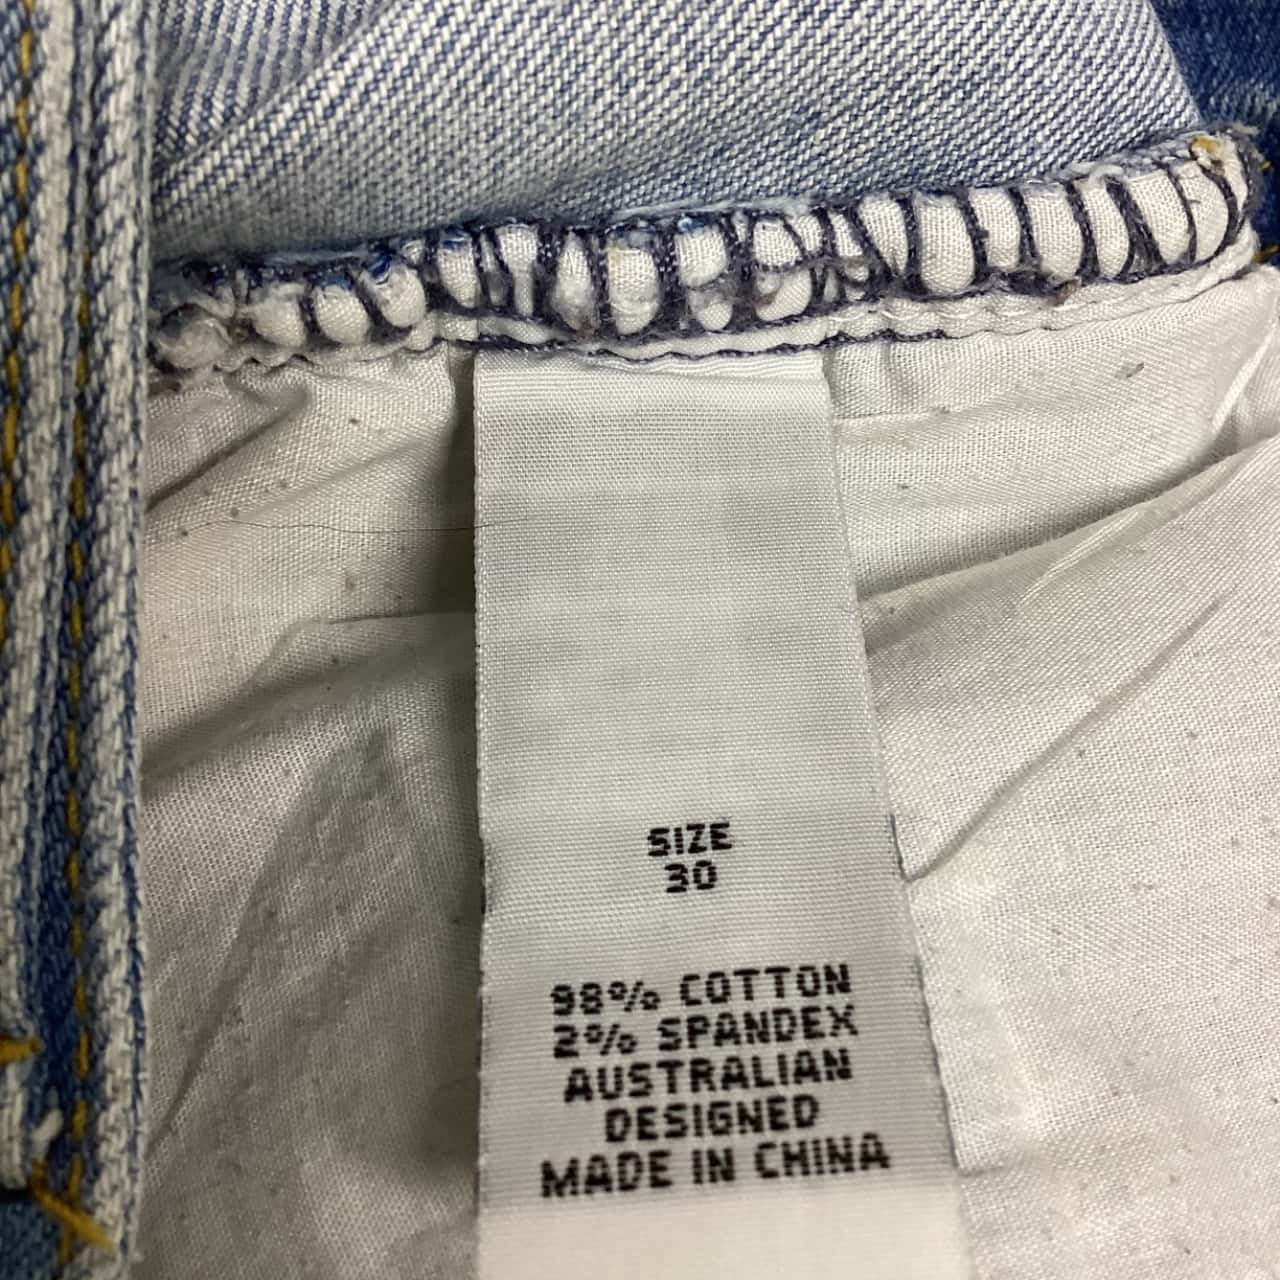 SIZE
30
98% COTTON
2% SPANDEX
AUSTRALIAN
DESIGNED
MADE IN CHINA